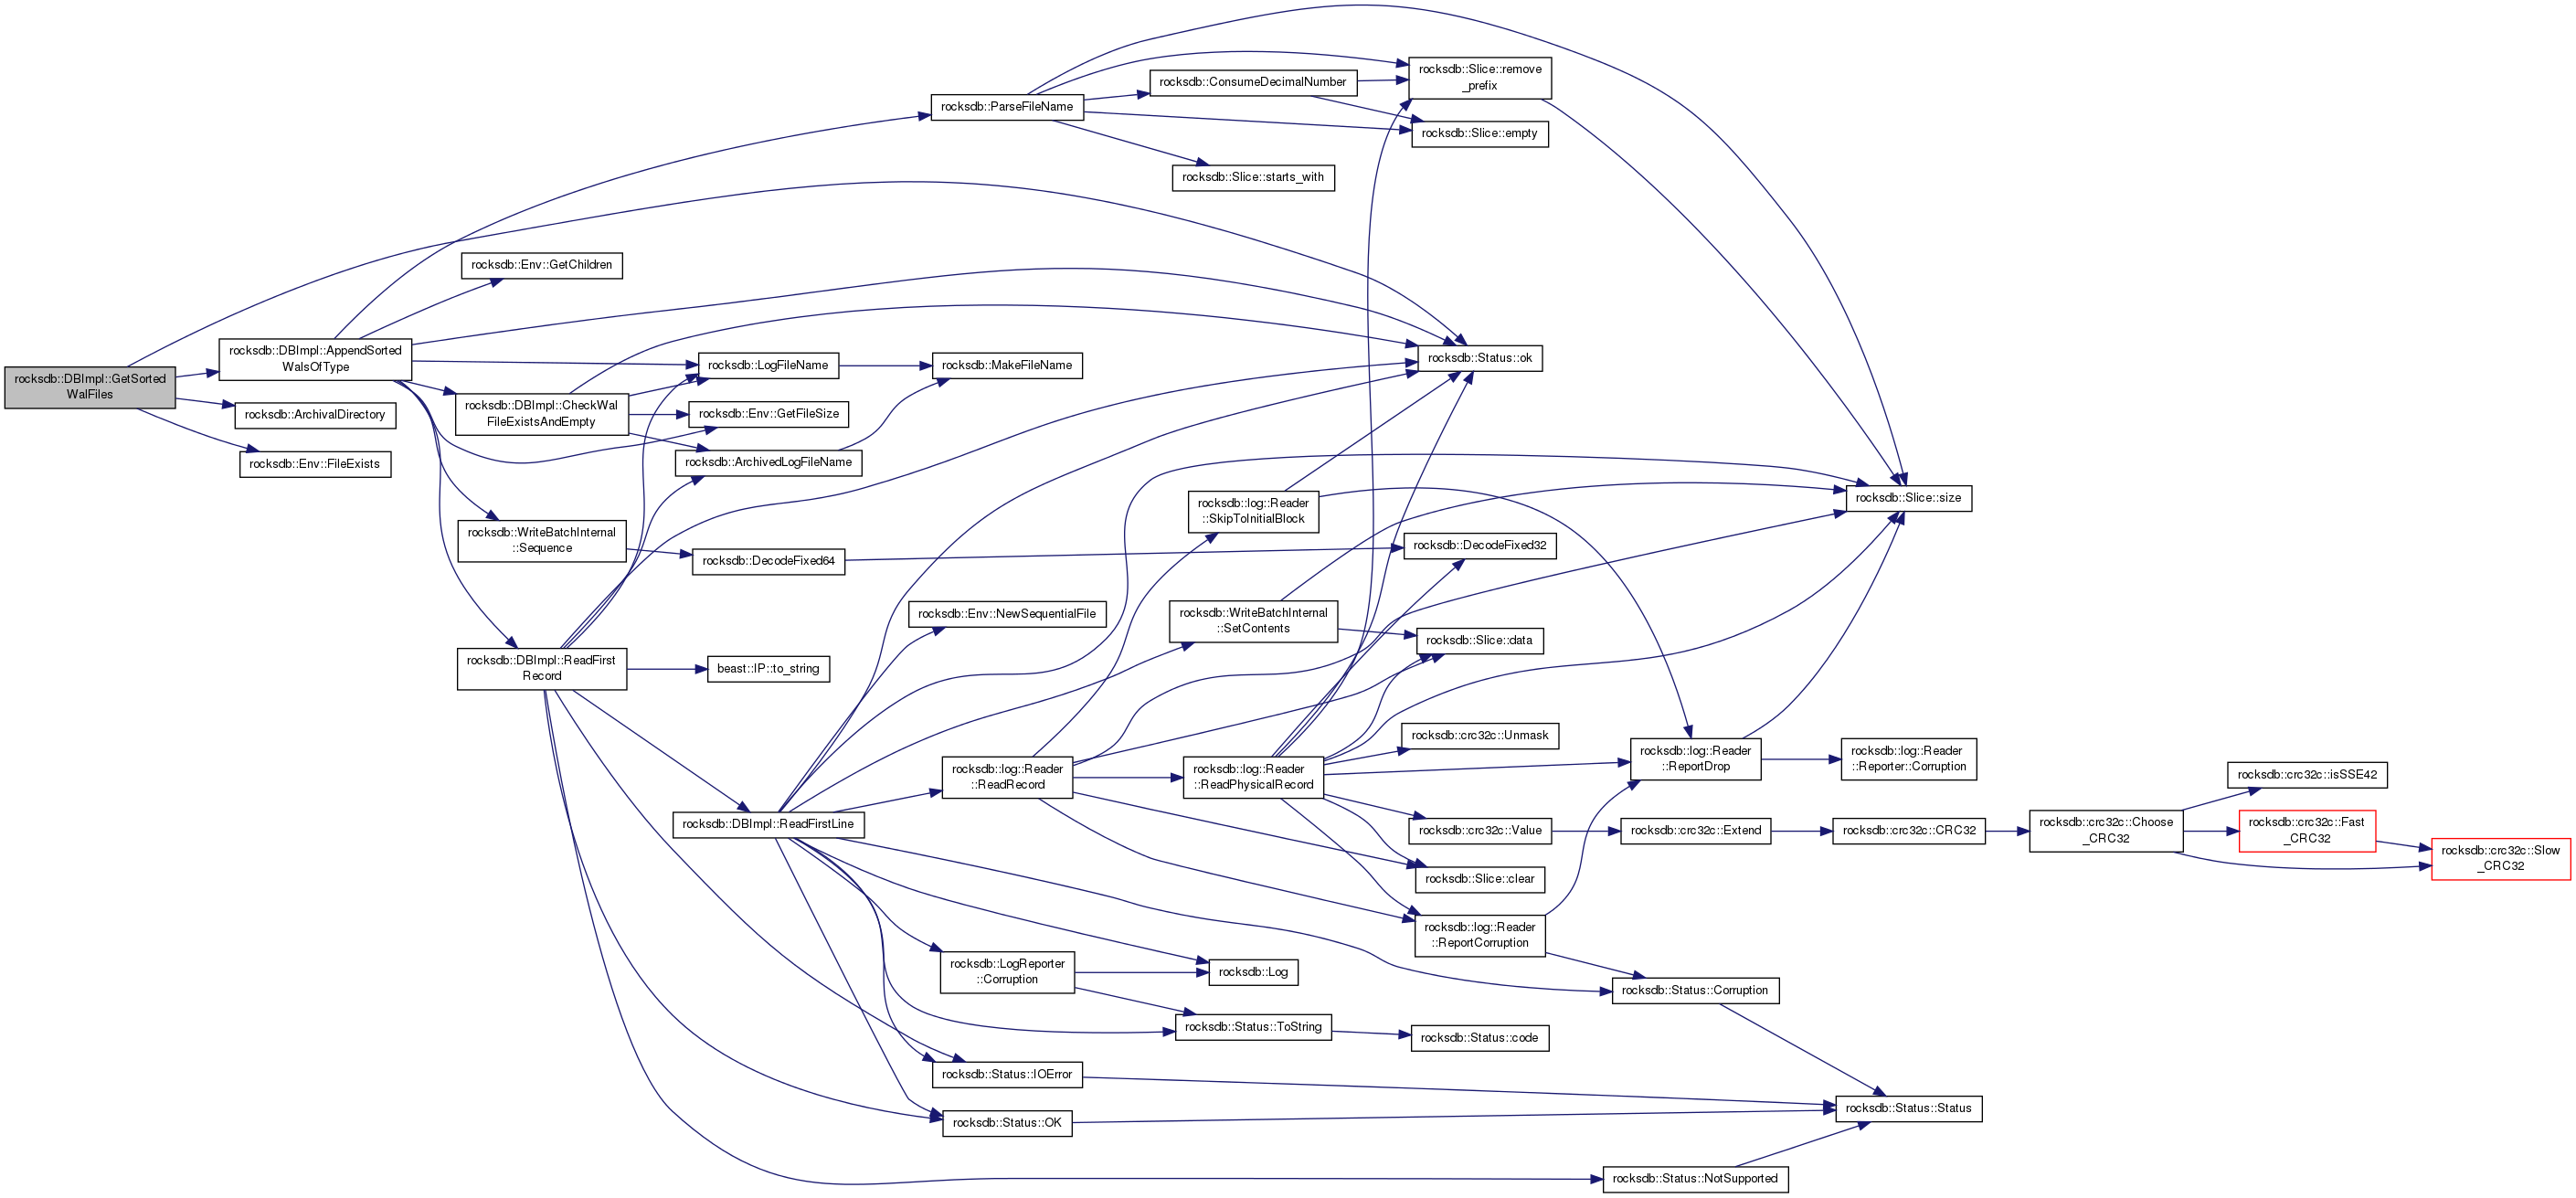 rocksdb::DBImpl::GetSorted
WalFiles
rocksdb::DBImpl::AppendSorted
WalsOfType
rocksdb::ArchivalDirectory
rocksdb::Env::FileExists
rocksdb::Env::GetChildren
rocksdb::DBImpl::CheckWal
FileExistsAndEmpty
rocksdb::WriteBatchInternal
::Sequence
rocksdb::DBImpl::ReadFirst
Record
rocksdb::LogFileName
rocksdb::Env::GetFileSize
rocksdb::ArchivedLogFileName
rocksdb::DecodeFixed64
beast::IP::to_string
rocksdb::DBImpl::ReadFirstLine
rocksdb::ParseFileName
rocksdb::MakeFileName
rocksdb::Env::NewSequentialFile
rocksdb::log::Reader
::ReadRecord
rocksdb::LogReporter
::Corruption
rocksdb::Status::IOError
rocksdb::Status::OK
rocksdb::ConsumeDecimalNumber
rocksdb::Slice::starts_with
rocksdb::log::Reader
::SkipToInitialBlock
rocksdb::WriteBatchInternal
::SetContents
rocksdb::log::Reader
::ReadPhysicalRecord
rocksdb::Log
rocksdb::Status::ToString
rocksdb::Slice::remove
_prefix
rocksdb::Slice::empty
rocksdb::Status::ok
rocksdb::DecodeFixed32
rocksdb::Slice::data
rocksdb::crc32c::Unmask
rocksdb::crc32c::Value
rocksdb::Slice::clear
rocksdb::log::Reader
::ReportCorruption
rocksdb::Status::code
rocksdb::log::Reader
::ReportDrop
rocksdb::crc32c::Extend
rocksdb::Status::Corruption
rocksdb::Status::NotSupported
rocksdb::Slice::size
rocksdb::log::Reader
::Reporter::Corruption
rocksdb::crc32c::CRC32
rocksdb::Status::Status
rocksdb::crc32c::Choose
_CRC32
rocksdb::crc32c::isSSE42
rocksdb::crc32c::Fast
_CRC32
rocksdb::crc32c::Slow
_CRC32